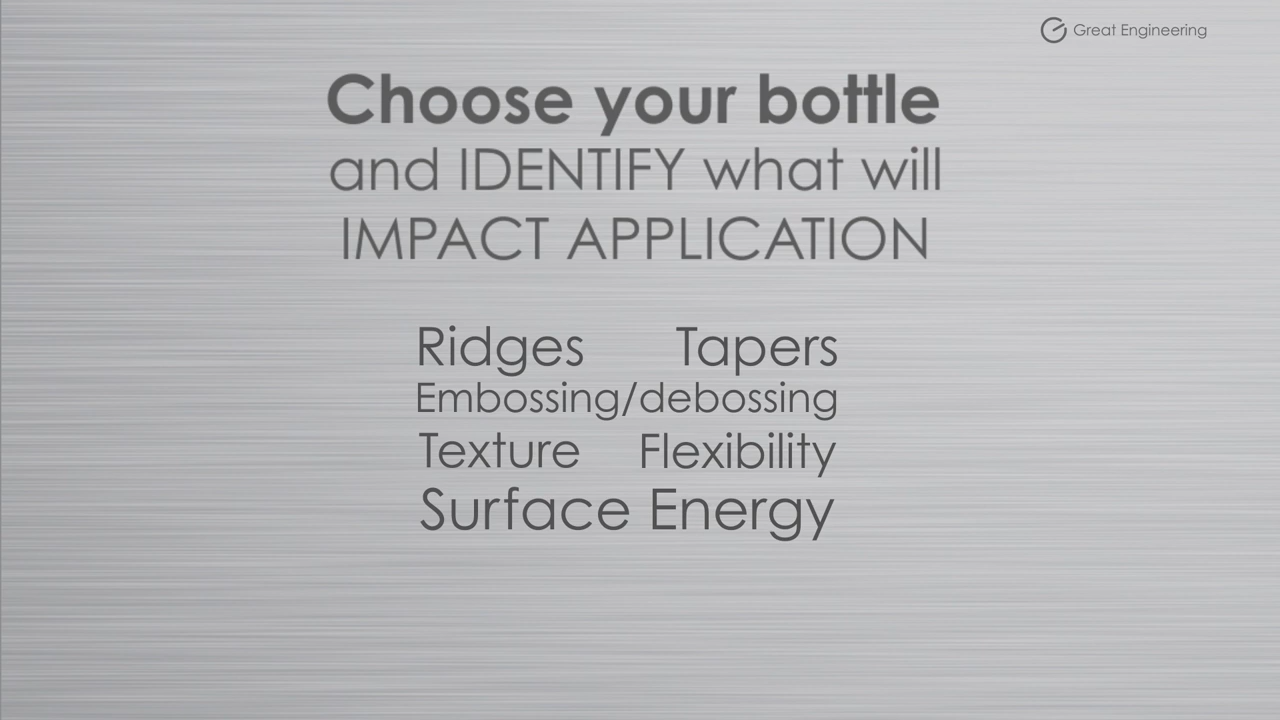 Great Engineering
Choose your bottle
and IDENTIFY what will
IMPACT APPLICATION
Ridges Tapers
Embossing/debossing
Texture Flexibility
Surface Energy